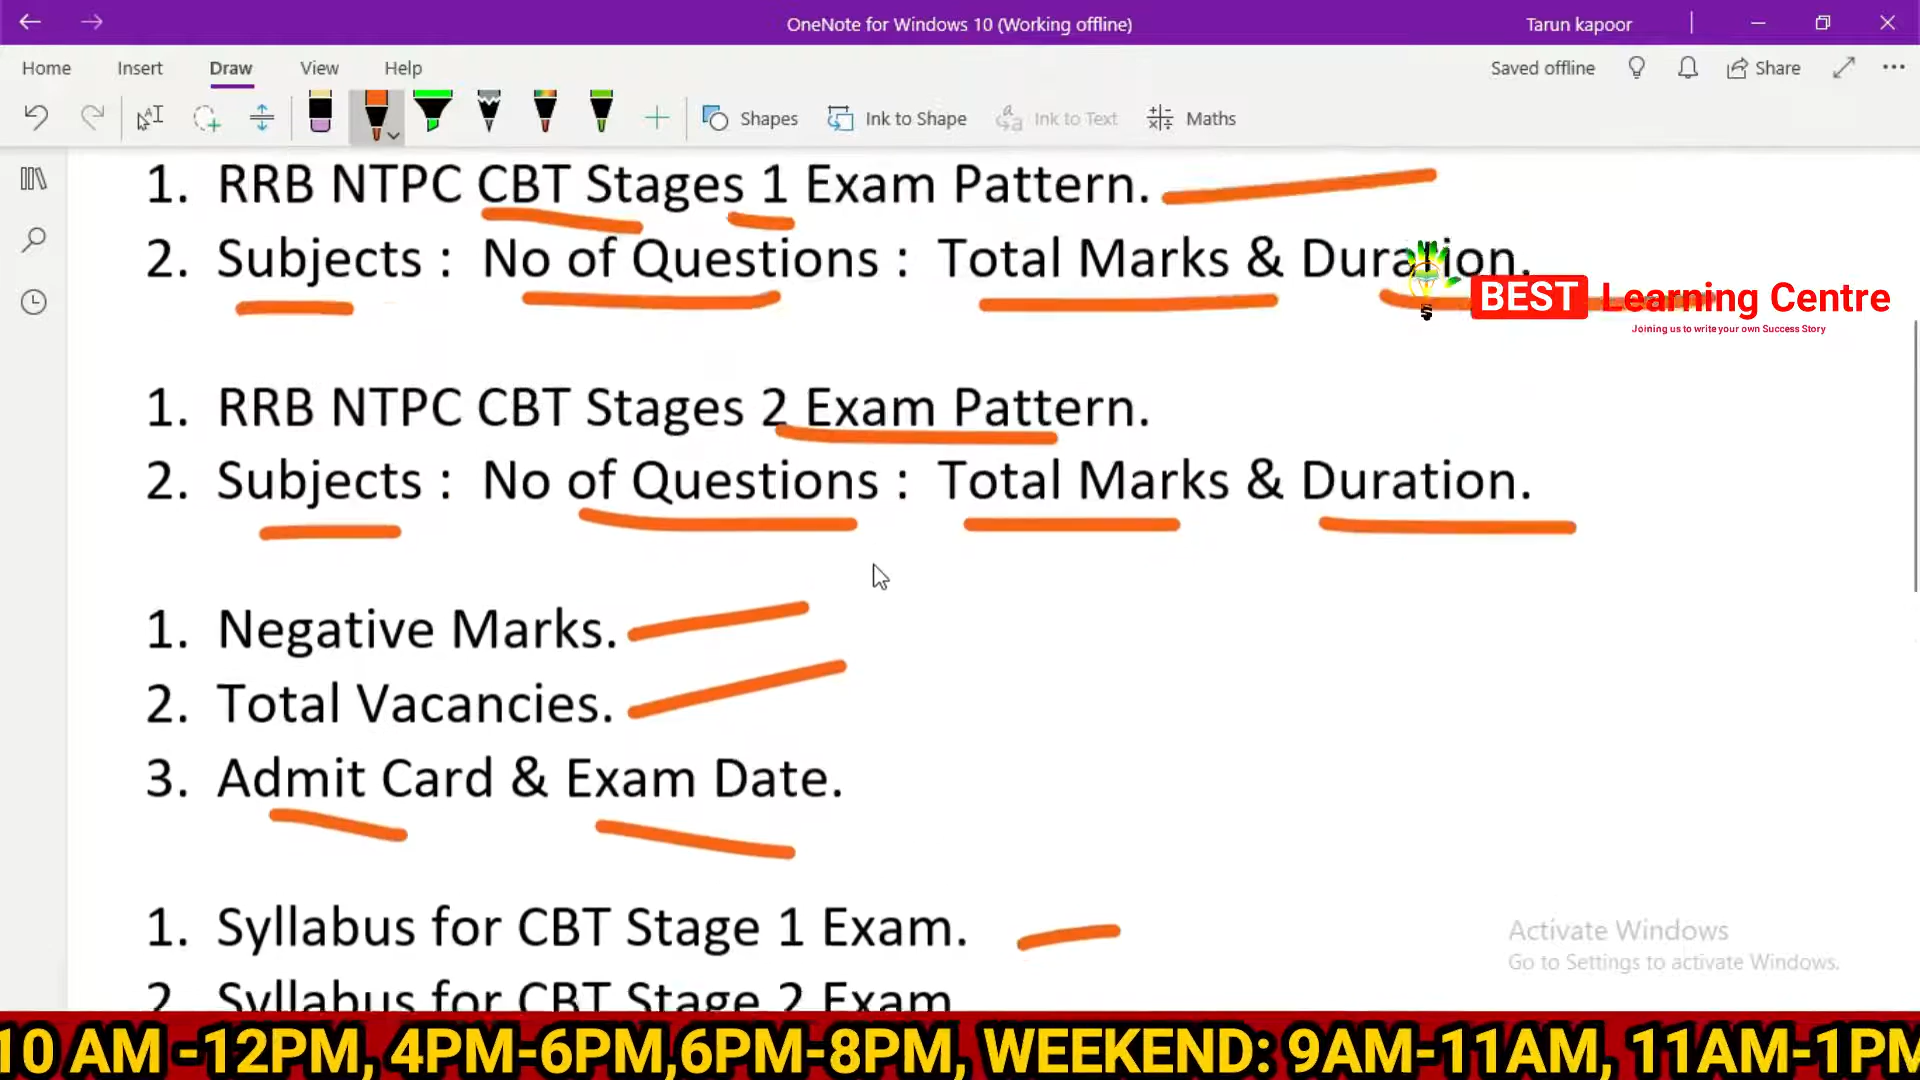 OneNote for Windows 10 (Working offline)
Tarun kapoor
Home Insert Draw View Help
Saved offline
Share
Shapes
Ink to Shape
Ink to Text
Maths
1. RRB NTPC CBT Stages 1 Exam Pattern.
2. Subjects : No of Questions : Total Marks & Duration.
BEST Learning Centre
Joining us to write your own Success Story
1. RRB NTPC CBT Stages 2 Exam Pattern.
2. Subjects : No of Questions : Total Marks & Duration.
1. Negative Marks.
2. Total Vacancies.
3. Admit Card & Exam Date.
1. Syllabus for CBT Stage 1 Exam.
2 Syllabus for CBT Stage 2 Exam
Activate Windows
Go to Settings to activate Windows.
10 AM -12PM, 4PM-6PM,6PM-8PM, WEEKEND: 9AM-11AM, 11AM-1PM